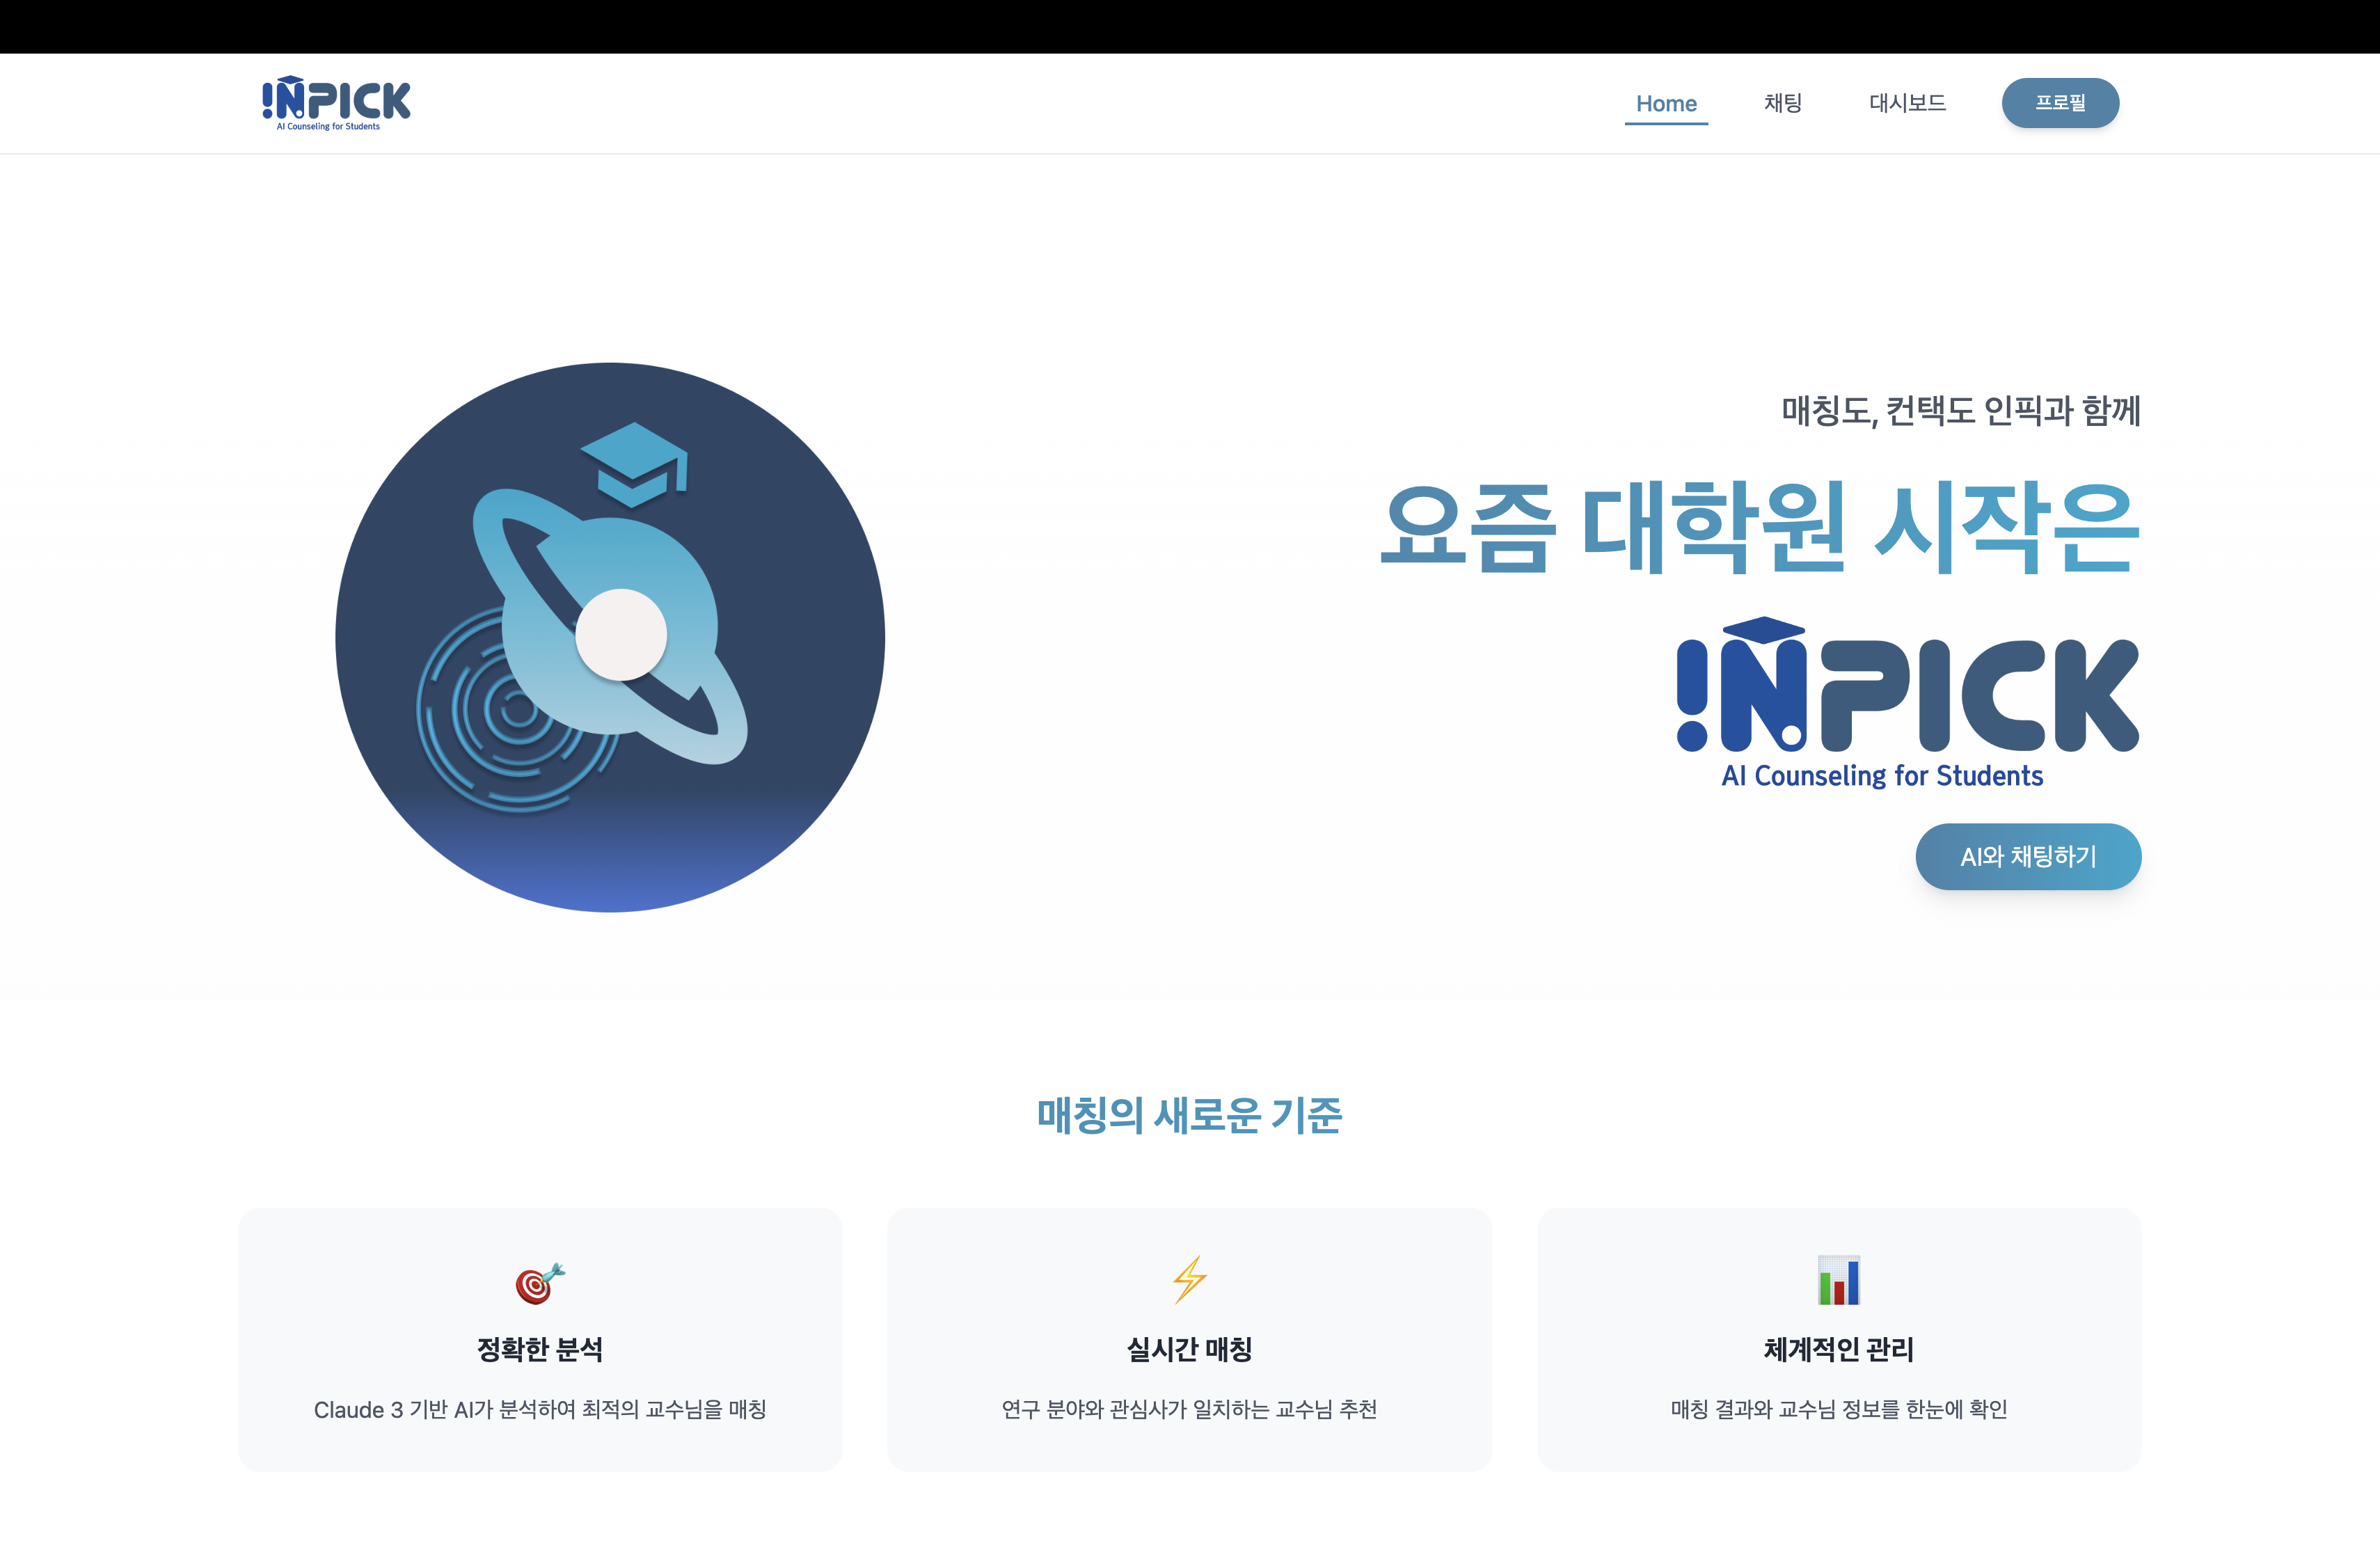 INPICK
AI Counseling for Students
Home
채팅
대시보드
프로필
매칭도, 컨택도 인픽과 함께
요즘 대학원 시작은
INPICK
AI Counseling for Students
AI와 채팅하기
매칭의 새로운 기준
정확한 분석
Claude 3 기반 AI가 분석하여 최적의 교수님을 매칭
실시간 매칭
연구 분야와 관심사가 일치하는 교수님 추천
체계적인 관리
매칭 결과와 교수님 정보를 한눈에 확인